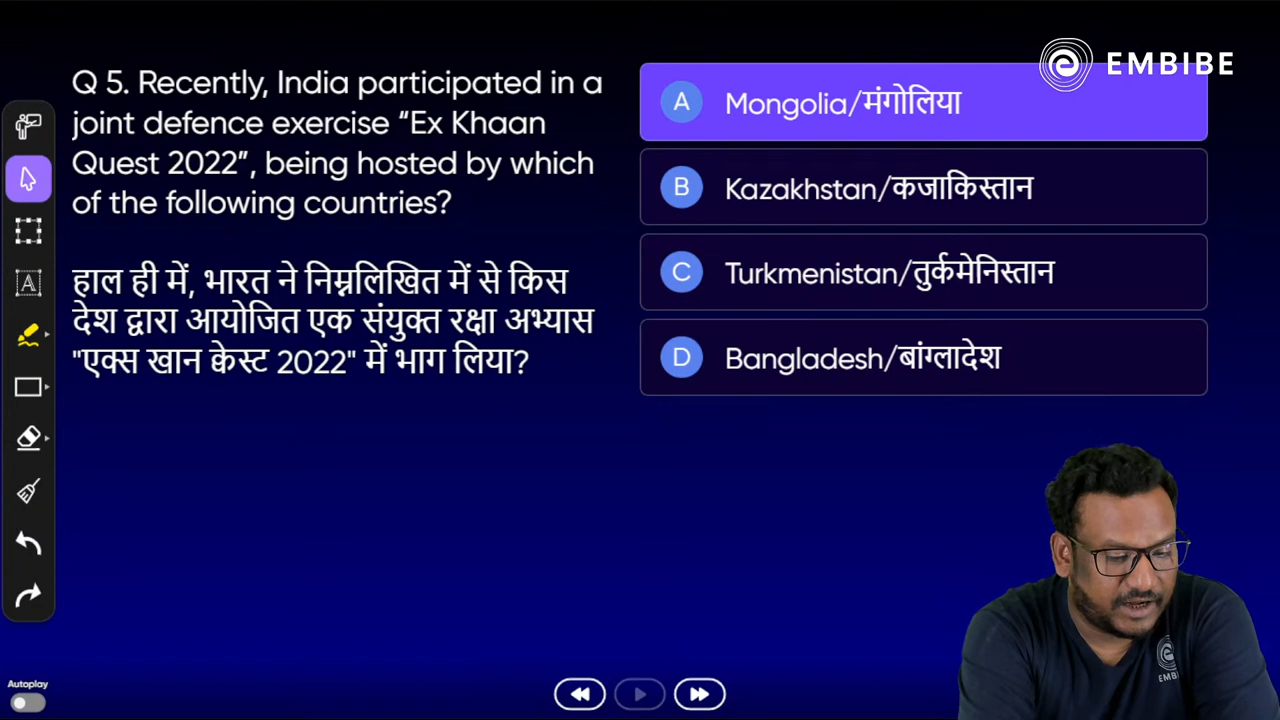 EMBIBE
Q 5. Recently, India participated in a
joint defence exercise “Ex Khaan
Quest 2022”, being hosted by which
of the following countries?
हाल ही में, भारत ने निम्नलिखित में से किस
देश द्वारा आयोजित एक संयुक्त रक्षा अभ्यास
"एक्स खान क्वेस्ट 2022" में भाग लिया?
A Mongolia/मंगोलिया
B Kazakhstan/कजाकिस्तान
C Turkmenistan/तुर्कमेनिस्तान
D Bangladesh/बांग्लादेश
A
EMB
Autoplay